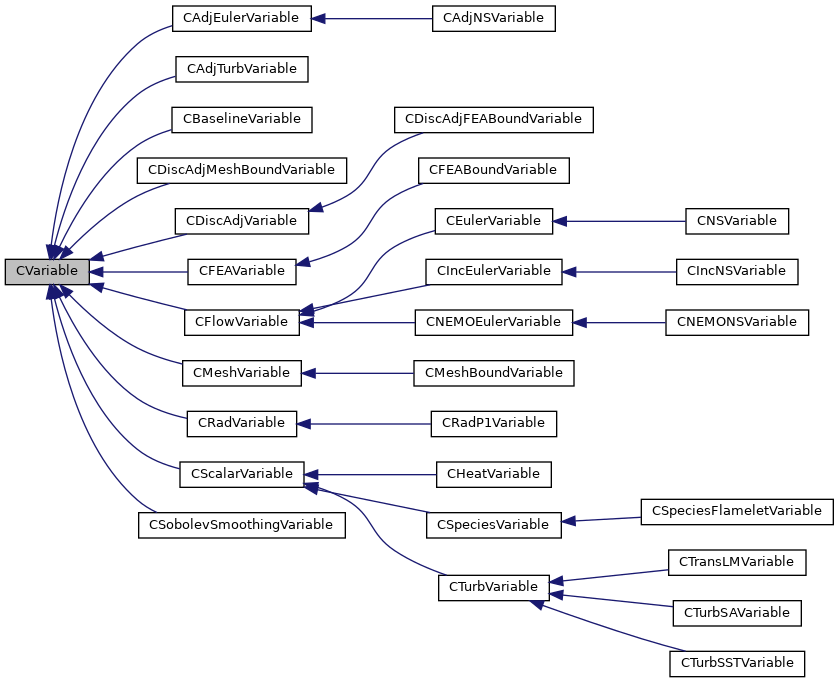 CAdjEulerVariable
CAdjNSVariable
CAdjTurbVariable
CBaselineVariable
CDiscAdjFEABoundVariable
CDiscAdjMeshBoundVariable
CFEABoundVariable
CDiscAdjVariable
CEulerVariable
CNSVariable
CVariable
CFEAVariable
CIncEulerVariable
CIncNSVariable
CFlowVariable
CNEMOEulerVariable
CNEMONSVariable
CMeshVariable
CMeshBoundVariable
CRadVariable
CRadP1Variable
CScalarVariable
CHeatVariable
CSpeciesFlameletVariable
CSobolevSmoothingVariable
CSpeciesVariable
CTransLMVariable
CTurbVariable
CTurbSAVariable
CTurbSSTVariable